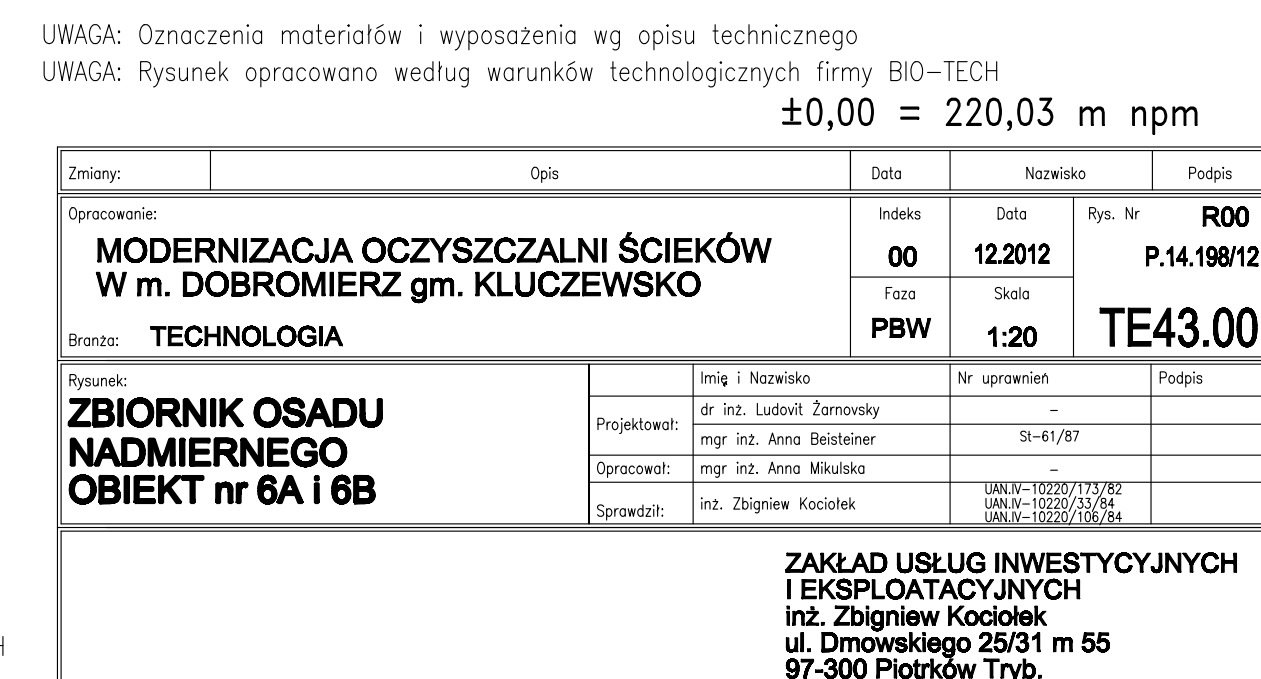 UWAGA: Oznaczenia materiałów i wyposażenia wg opisu technicznego
UWAGA: Rysunek opracowano według warunków technologicznych firmy BIO-TECH
±0,00 = 220,03 m npm
Zmiany: Opis Data Nazwisko Podpis
Opracowanie: Indeks Data Rys. Nr R00
MODERNIZACJA OCZYSZCZALNI ŚCIEKÓW 00 12.2012 P.14.198/12
W m. DOBROMIERZ gm. KLUCZEWSKO
Faza Skala
Branża: TECHNOLOGIA PBW 1:20 TE43.00
Rysunek: Imię i Nazwisko Nr uprawnień Podpis
ZBIORNIK OSADU
NADMIERNEGO
OBIEKT nr 6A i 6B
Projektował: dr inż. Ludovit Żarnovsky -
mgr inż. Anna Beisteiner St-61/87
Opracował: mgr inż. Anna Mikulska -
Sprawdził: inż. Zbigniew Kociołek UAN.IV-10220/173/82
UAN.IV-10220/33/84
UAN.IV-10220/106/84
ZAKŁAD USŁUG INWESTYCYJNYCH
I EKSPLOATACYJNYCH
inż. Zbigniew Kociołek
ul. Dmowskiego 25/31 m 55
97-300 Piotrków Tryb.